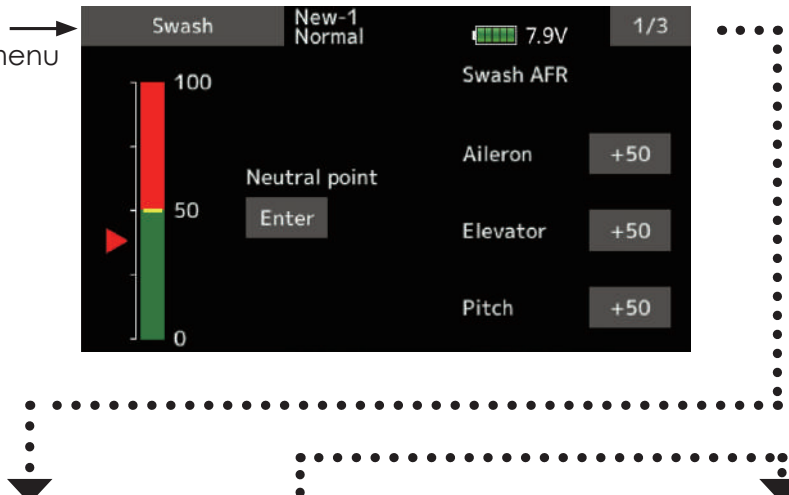 Swash
New-1
Normal
7.9V
1/3
menu
100
50
0
Neutral point
Enter
Swash AFR
Aileron +50
Elevator +50
Pitch +50